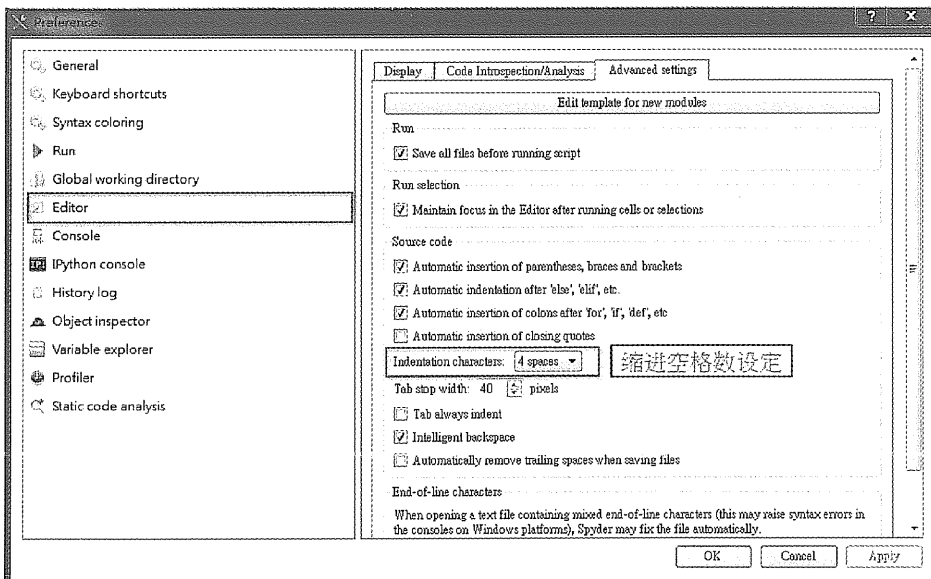 Preference
? X
General
Keyboard shortcuts
Syntax coloring
Run
Global working directory
Editor
Console
IPython console
History log
Object inspector
Variable explorer
Profiler
Static code analysis
Display Code Introspection/Analysis Advanced settings
Edit template for new modules
Run
Save all files before running script
Run selection
Maintain focus in the Editor after running cells or selections
Source code
Automatic insertion of parentheses, braces and brackets
Automatic indentation after 'else', 'elif', etc.
Automatic insertion of colons after 'for', 'if', 'def', etc
Automatic insertion of closing quotes
Indentation characters: 4 spaces 缩进空格数设定
Tab stop width: 40 pixels
Tab always indent
Intelligent backspace
Automatically remove trailing spaces when saving files
End-of-line characters
When opening a text file containing mixed end-of-line characters (this may raise syntax errors in
the consoles on Windows platforms), Spyder may fix the file automatically.
OK Cancel Apply